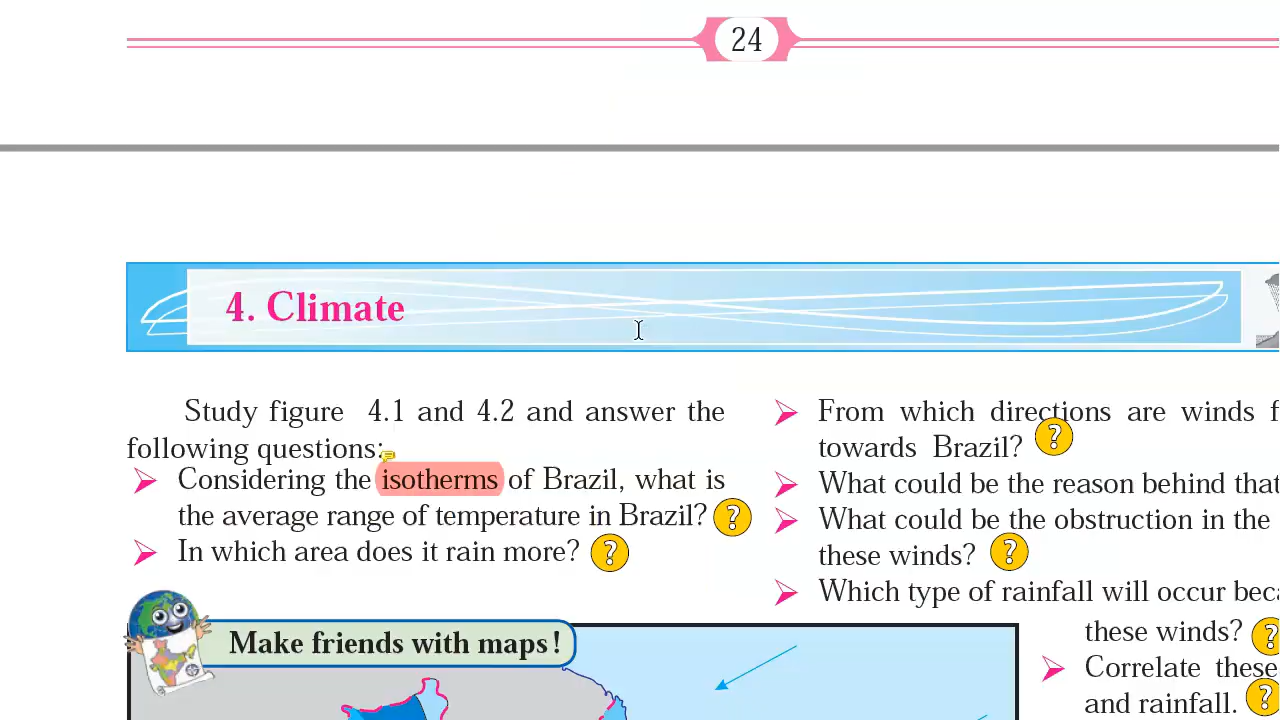 24
4. Climate
Study figure 4.1 and 4.2 and answer the
following questions:
Considering the isotherms of Brazil, what is
the average range of temperature in Brazil? ?
In which area does it rain more? ?
Make friends with maps!
From which directions are winds f
towards Brazil? ?
What could be the reason behind that
What could be the obstruction in the
these winds? ?
Which type of rainfall will occur beca
these winds? ?
Correlate these
and rainfall. ?